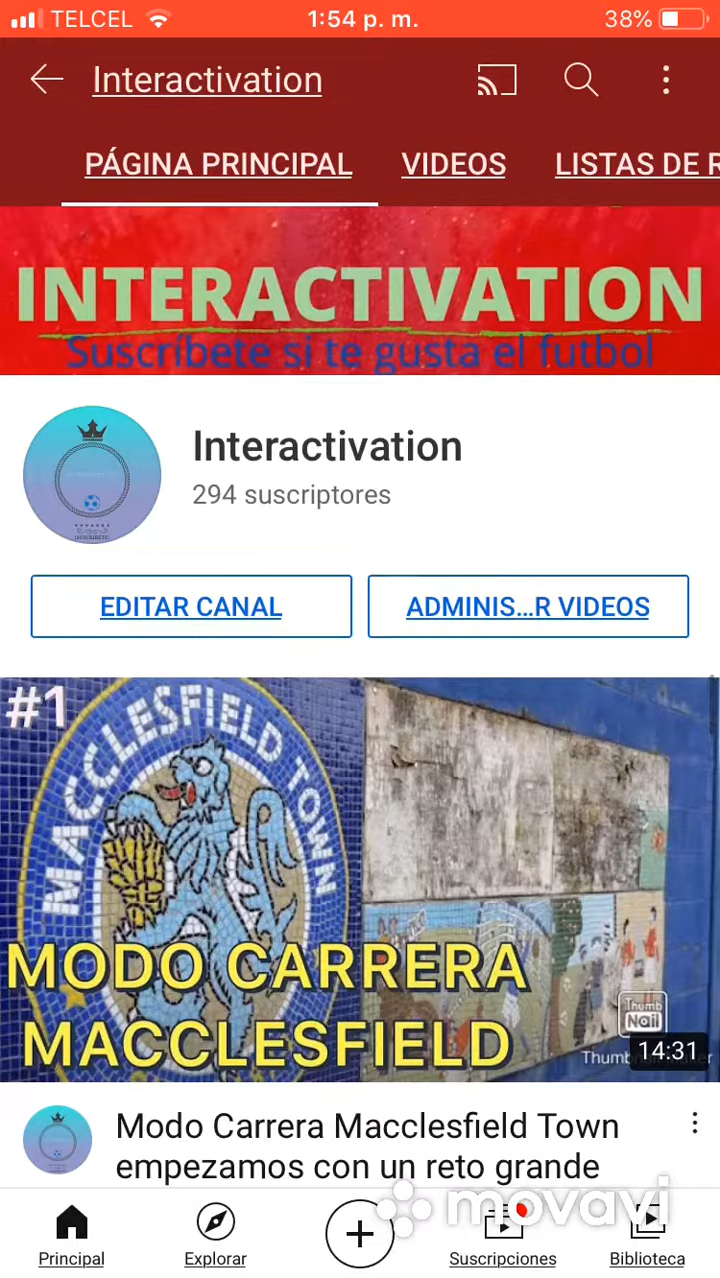 TELCEL 1:54 p. m. 38%
Interactivation
PÁGINA PRINCIPAL VIDEOS LISTAS DE R
INTERACTIVATION
Suscríbete si te gusta el futbol
Interactivation
294 suscriptores
EDITAR CANAL ADMINIS...R VIDEOS
#1
MACCLESFIELD TOWN
MODO CARRERA
MACCLESFIELD
Thumb
Nail
14:31
Modo Carrera Macclesfield Town
empezamos con un reto grande
movavi
Principal Explorar Suscripciones Biblioteca